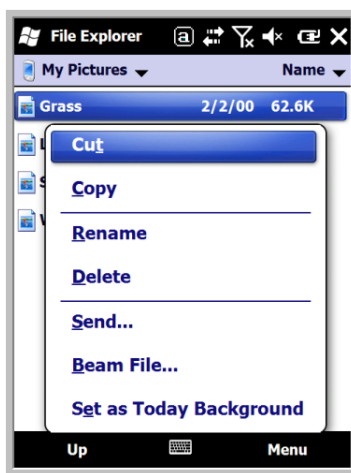 File Explorer
My Pictures Name
Grass 2/2/00 62.6K
Cut
Copy
Rename
Delete
Send...
Beam File...
Set as Today Background
Up Menu